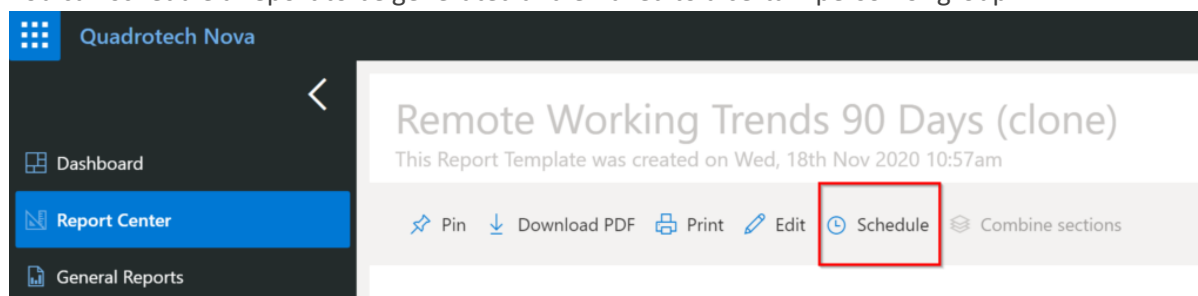 Quadrotech Nova
Remote Working Trends 90 Days (clone)
This Report Template was created on Wed, 18th Nov 2020 10:57am
Dashboard
Report Center
Pin Download PDF Print Edit Schedule Combine sections
General Reports